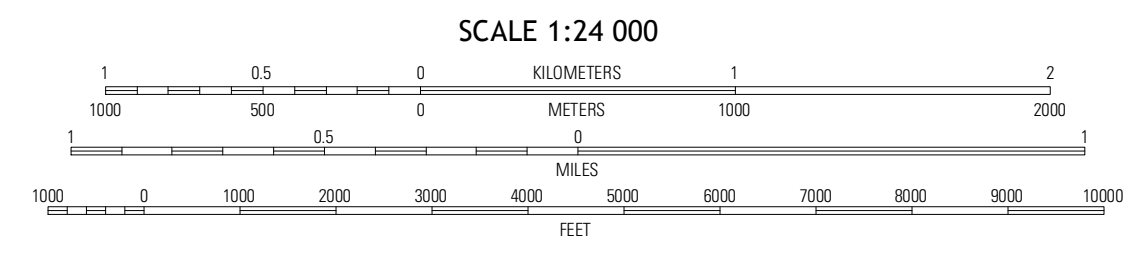 SCALE 1:24 000
1 0.5 0 KILOMETERS 1 2
1000 500 0 METERS 1000 2000
1 0.5 0 1
MILES
1000 0 1000 2000 3000 4000 5000 6000 7000 8000 9000 10000
FEET